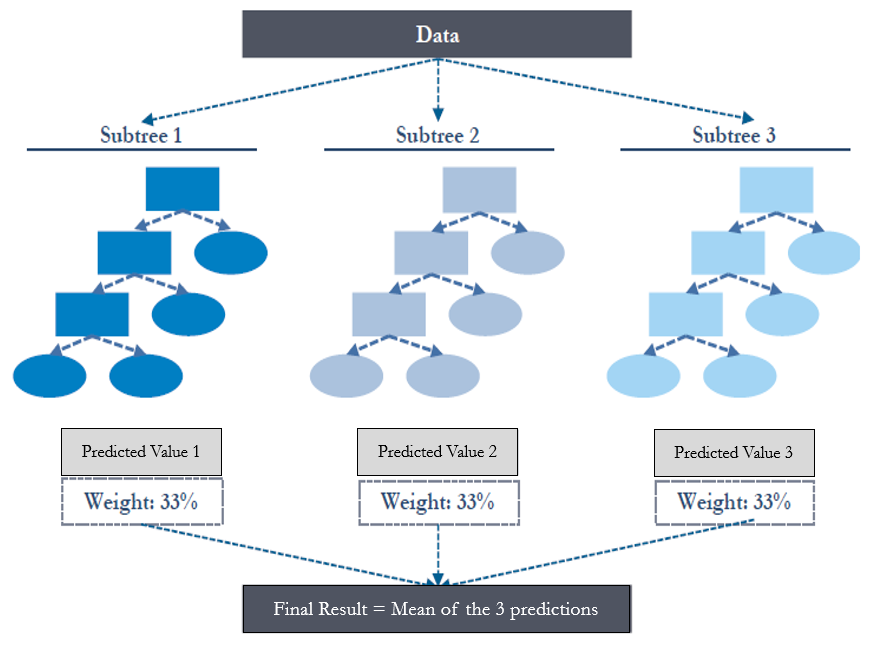 Data
Subtree 1
Subtree 2
Subtree 3
Predicted Value 1
Predicted Value 2
Predicted Value 3
Weight: 33%
Weight: 33%
Weight: 33%
Final Result = Mean of the 3 predictions